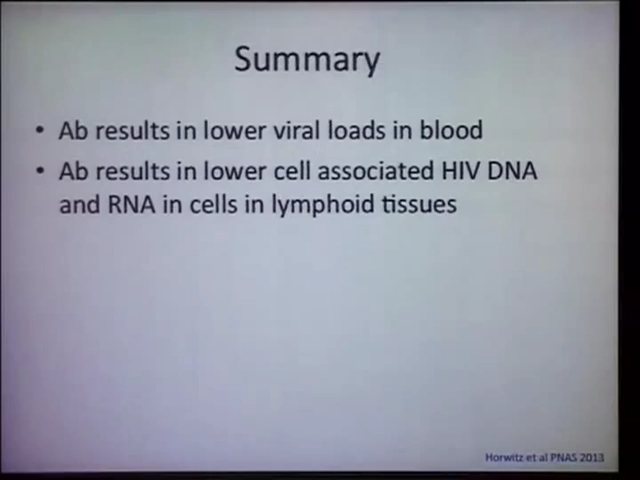 Summary
• Ab results in lower viral loads in blood
• Ab results in lower cell associated HIV DNA
and RNA in cells in lymphoid tissues
Horwitz et al PNAS 2013